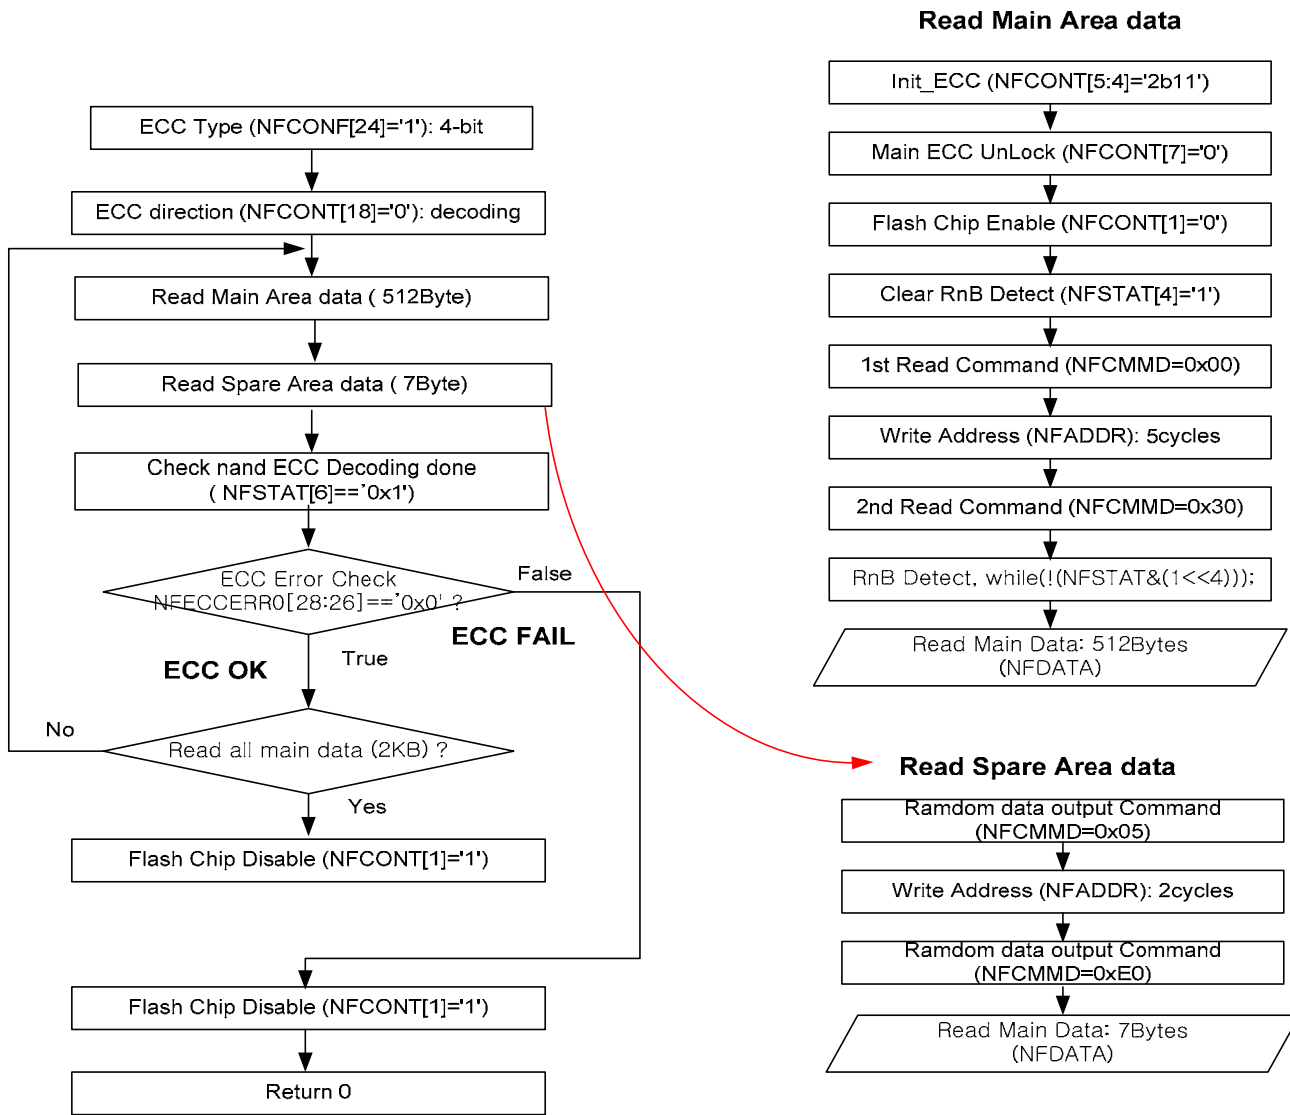 ECC Type (NFCONF[24]='1'): 4-bit
ECC direction (NFCONT[18]='0'): decoding
Read Main Area data ( 512Byte)
Read Spare Area data ( 7Byte)
Check nand ECC Decoding done
( NFSTAT[6]=='0x1')
ECC Error Check
NFECCERR0[28:26]=='0x0' ?
False
ECC FAIL
True
ECC OK
No
Read all main data (2KB) ?
Yes
Flash Chip Disable (NFCONT[1]='1')
Flash Chip Disable (NFCONT[1]='1')
Return 0
Read Main Area data
Init_ECC (NFCONT[5:4]='2b11')
Main ECC UnLock (NFCONT[7]='0')
Flash Chip Enable (NFCONT[1]='0')
Clear RnB Detect (NFSTAT[4]='1')
1st Read Command (NFCMMD=0x00)
Write Address (NFADDR): 5cycles
2nd Read Command (NFCMMD=0x30)
RnB Detect, while(!(NFSTAT&(1<<4)));
Read Main Data: 512Bytes
(NFDATA)
Read Spare Area data
Ramdom data output Command
(NFCMMD=0x05)
Write Address (NFADDR): 2cycles
Ramdom data output Command
(NFCMMD=0xE0)
Read Main Data: 7Bytes
(NFDATA)